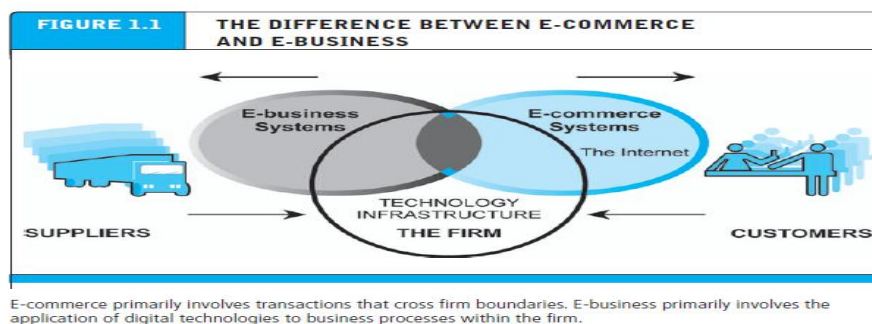 FIGURE 1.1
THE DIFFERENCE BETWEEN E-COMMERCE
AND E-BUSINESS
E-business
Systems
E-commerce
Systems
The Internet
TECHNOLOGY
INFRASTRUCTURE
THE FIRM
SUPPLIERS
CUSTOMERS
E-commerce primarily involves transactions that cross firm boundaries. E-business primarily involves the
application of digital technologies to business processes within the firm.